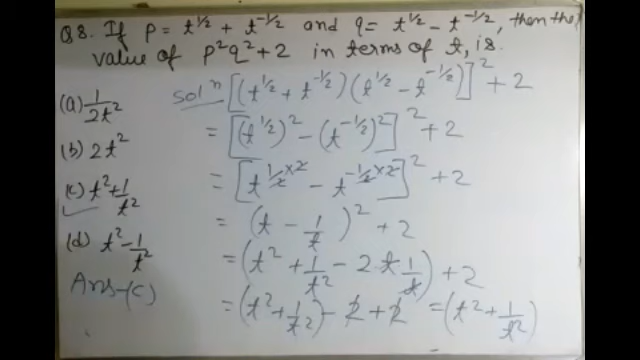 Q8. If P = t^1/2 + t^-1/2 and q = t^1/2 - t^-1/2, then the
value of p²q²+2 in terms of t, is
(a) 1/2t²
(b) 2t²
(c) t²+1/t²
(d) t²-1/t²
Ans-(c)
Solⁿ [(t^1/2 + t^-1/2)(t^1/2 - t^-1/2)]² + 2
= [(t^1/2)² - (t^-1/2)²]² + 2
= [t^1/2×2 - t^-1/2×2]² + 2
= (t - 1/t)² + 2
= (t² + 1/t² - 2.t.1/t) + 2
= (t²+1/t²) - 2 + 2 = (t²+1/t²)